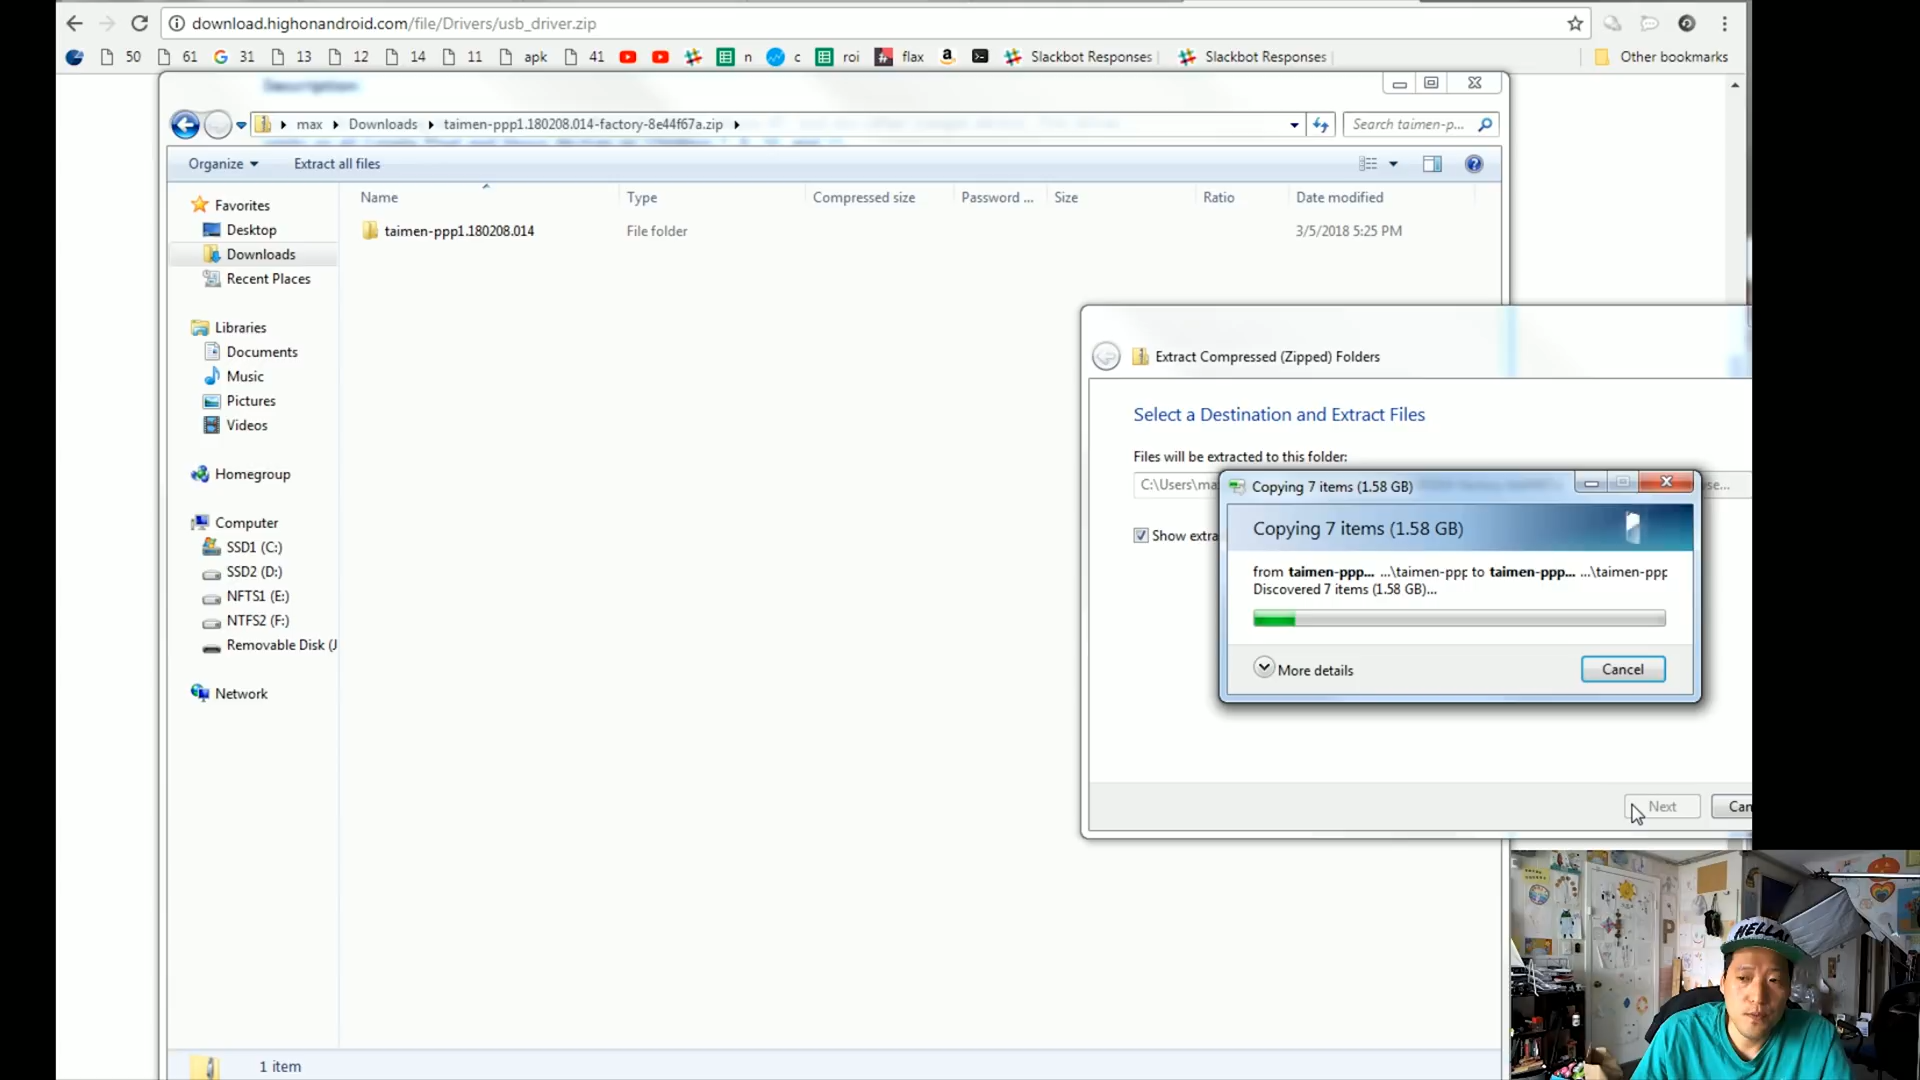 download.highonandroid.com/file/Drivers/usb_driver.zip
50 61 31 13 12 14 11 apk 41 n c roi flax Slackbot Responses Slackbot Responses Other bookmarks
Description
max Downloads taimen-ppp1.180208.014-factory-8e44f67a.zip Search taimen-p...
Organize Extract all files
Name Type Compressed size Password ... Size Ratio Date modified
taimen-ppp1.180208.014 File folder 3/5/2018 5:25 PM
Favorites
Desktop
Downloads
Recent Places
Libraries
Documents
Music
Pictures
Videos
Homegroup
Computer
SSD1 (C:)
SSD2 (D:)
NFTS1 (E:)
NTFS2 (F:)
Removable Disk (J
Network
Extract Compressed (Zipped) Folders
Select a Destination and Extract Files
Files will be extracted to this folder:
C:\Users\ma
se...
Show extra
Copying 7 items (1.58 GB)
Copying 7 items (1.58 GB)
from taimen-ppp... ...\taimen-ppp to taimen-ppp... ...\taimen-ppp
Discovered 7 items (1.58 GB)...
More details Cancel
Next Can
1 item
HELLA
P